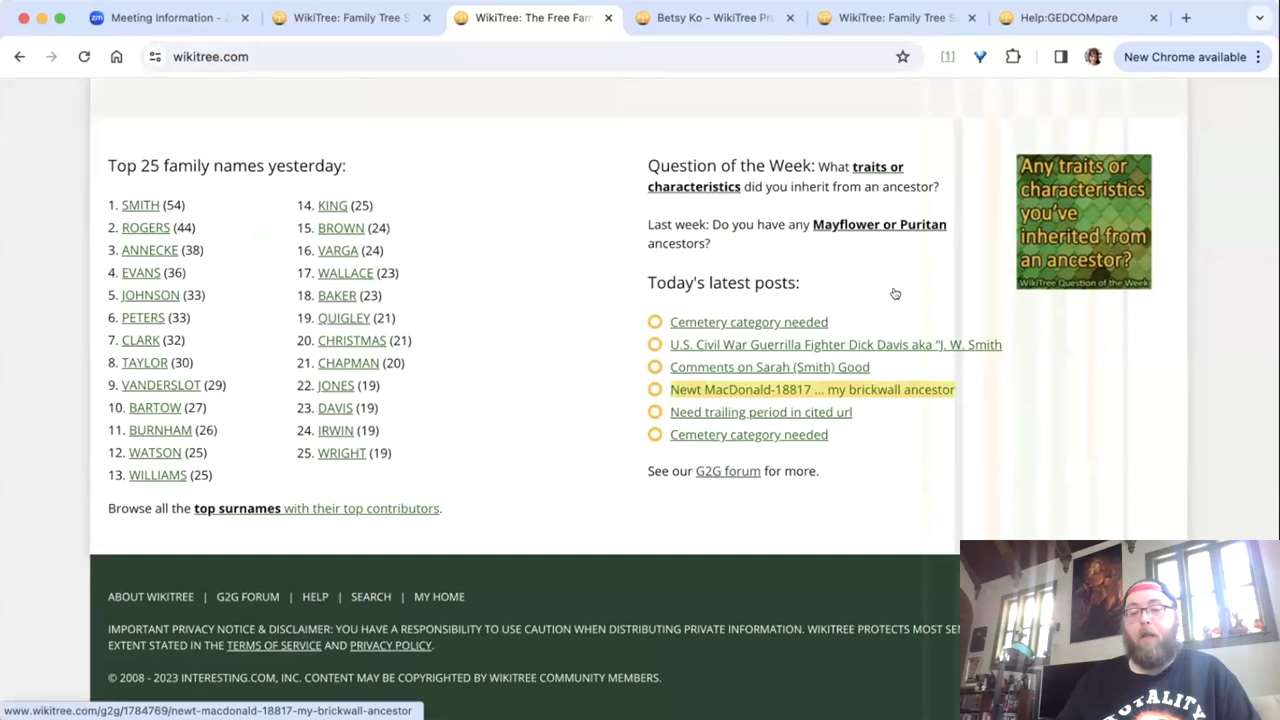 Meeting Information - Z
WikiTree: Family Tree S
WikiTree: The Free Fam
Betsy Ko - WikiTree Pr
WikiTree: Family Tree S
Help:GEDCOMpare
wikitree.com
[1]
New Chrome available
Top 25 family names yesterday:
1. SMITH (54)
2. ROGERS (44)
3. ANNECKE (38)
4. EVANS (36)
5. JOHNSON (33)
6. PETERS (33)
7. CLARK (32)
8. TAYLOR (30)
9. VANDERSLOT (29)
10. BARTOW (27)
11. BURNHAM (26)
12. WATSON (25)
13. WILLIAMS (25)
14. KING (25)
15. BROWN (24)
16. VARGA (24)
17. WALLACE (23)
18. BAKER (23)
19. QUIGLEY (21)
20. CHRISTMAS (21)
21. CHAPMAN (20)
22. JONES (19)
23. DAVIS (19)
24. IRWIN (19)
25. WRIGHT (19)
Browse all the top surnames with their top contributors.
Question of the Week: What traits or
characteristics did you inherit from an ancestor?
Last week: Do you have any Mayflower or Puritan
ancestors?
Today's latest posts:
Cemetery category needed
U.S. Civil War Guerrilla Fighter Dick Davis aka “J. W. Smith
Comments on Sarah (Smith) Good
Newt MacDonald-18817 ... my brickwall ancestor
Need trailing period in cited url
Cemetery category needed
See our G2G forum for more.
Any traits or
characteristics
you've
inherited from
an ancestor?
WikiTree Question of the Week
ABOUT WIKITREE | G2G FORUM | HELP | SEARCH | MY HOME
IMPORTANT PRIVACY NOTICE & DISCLAIMER: YOU HAVE A RESPONSIBILITY TO USE CAUTION WHEN DISTRIBUTING PRIVATE INFORMATION. WIKITREE PROTECTS MOST SEN
EXTENT STATED IN THE TERMS OF SERVICE AND PRIVACY POLICY.
© 2008 - 2023 INTERESTING.COM, INC. CONTENT MAY BE COPYRIGHTED BY WIKITREE COMMUNITY MEMBERS.
www.wikitree.com/g2g/1784769/newt-macdonald-18817-my-brickwall-ancestor